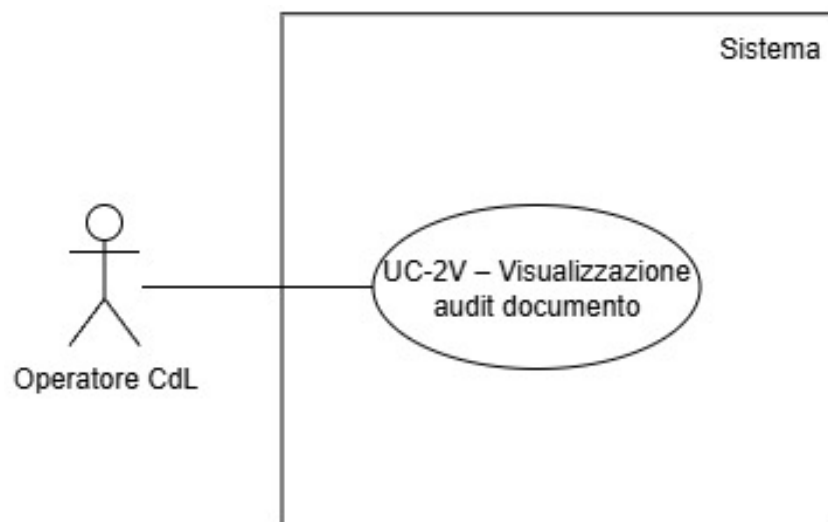 Sistema
UC-2V – Visualizzazione
audit documento
Operatore CdL